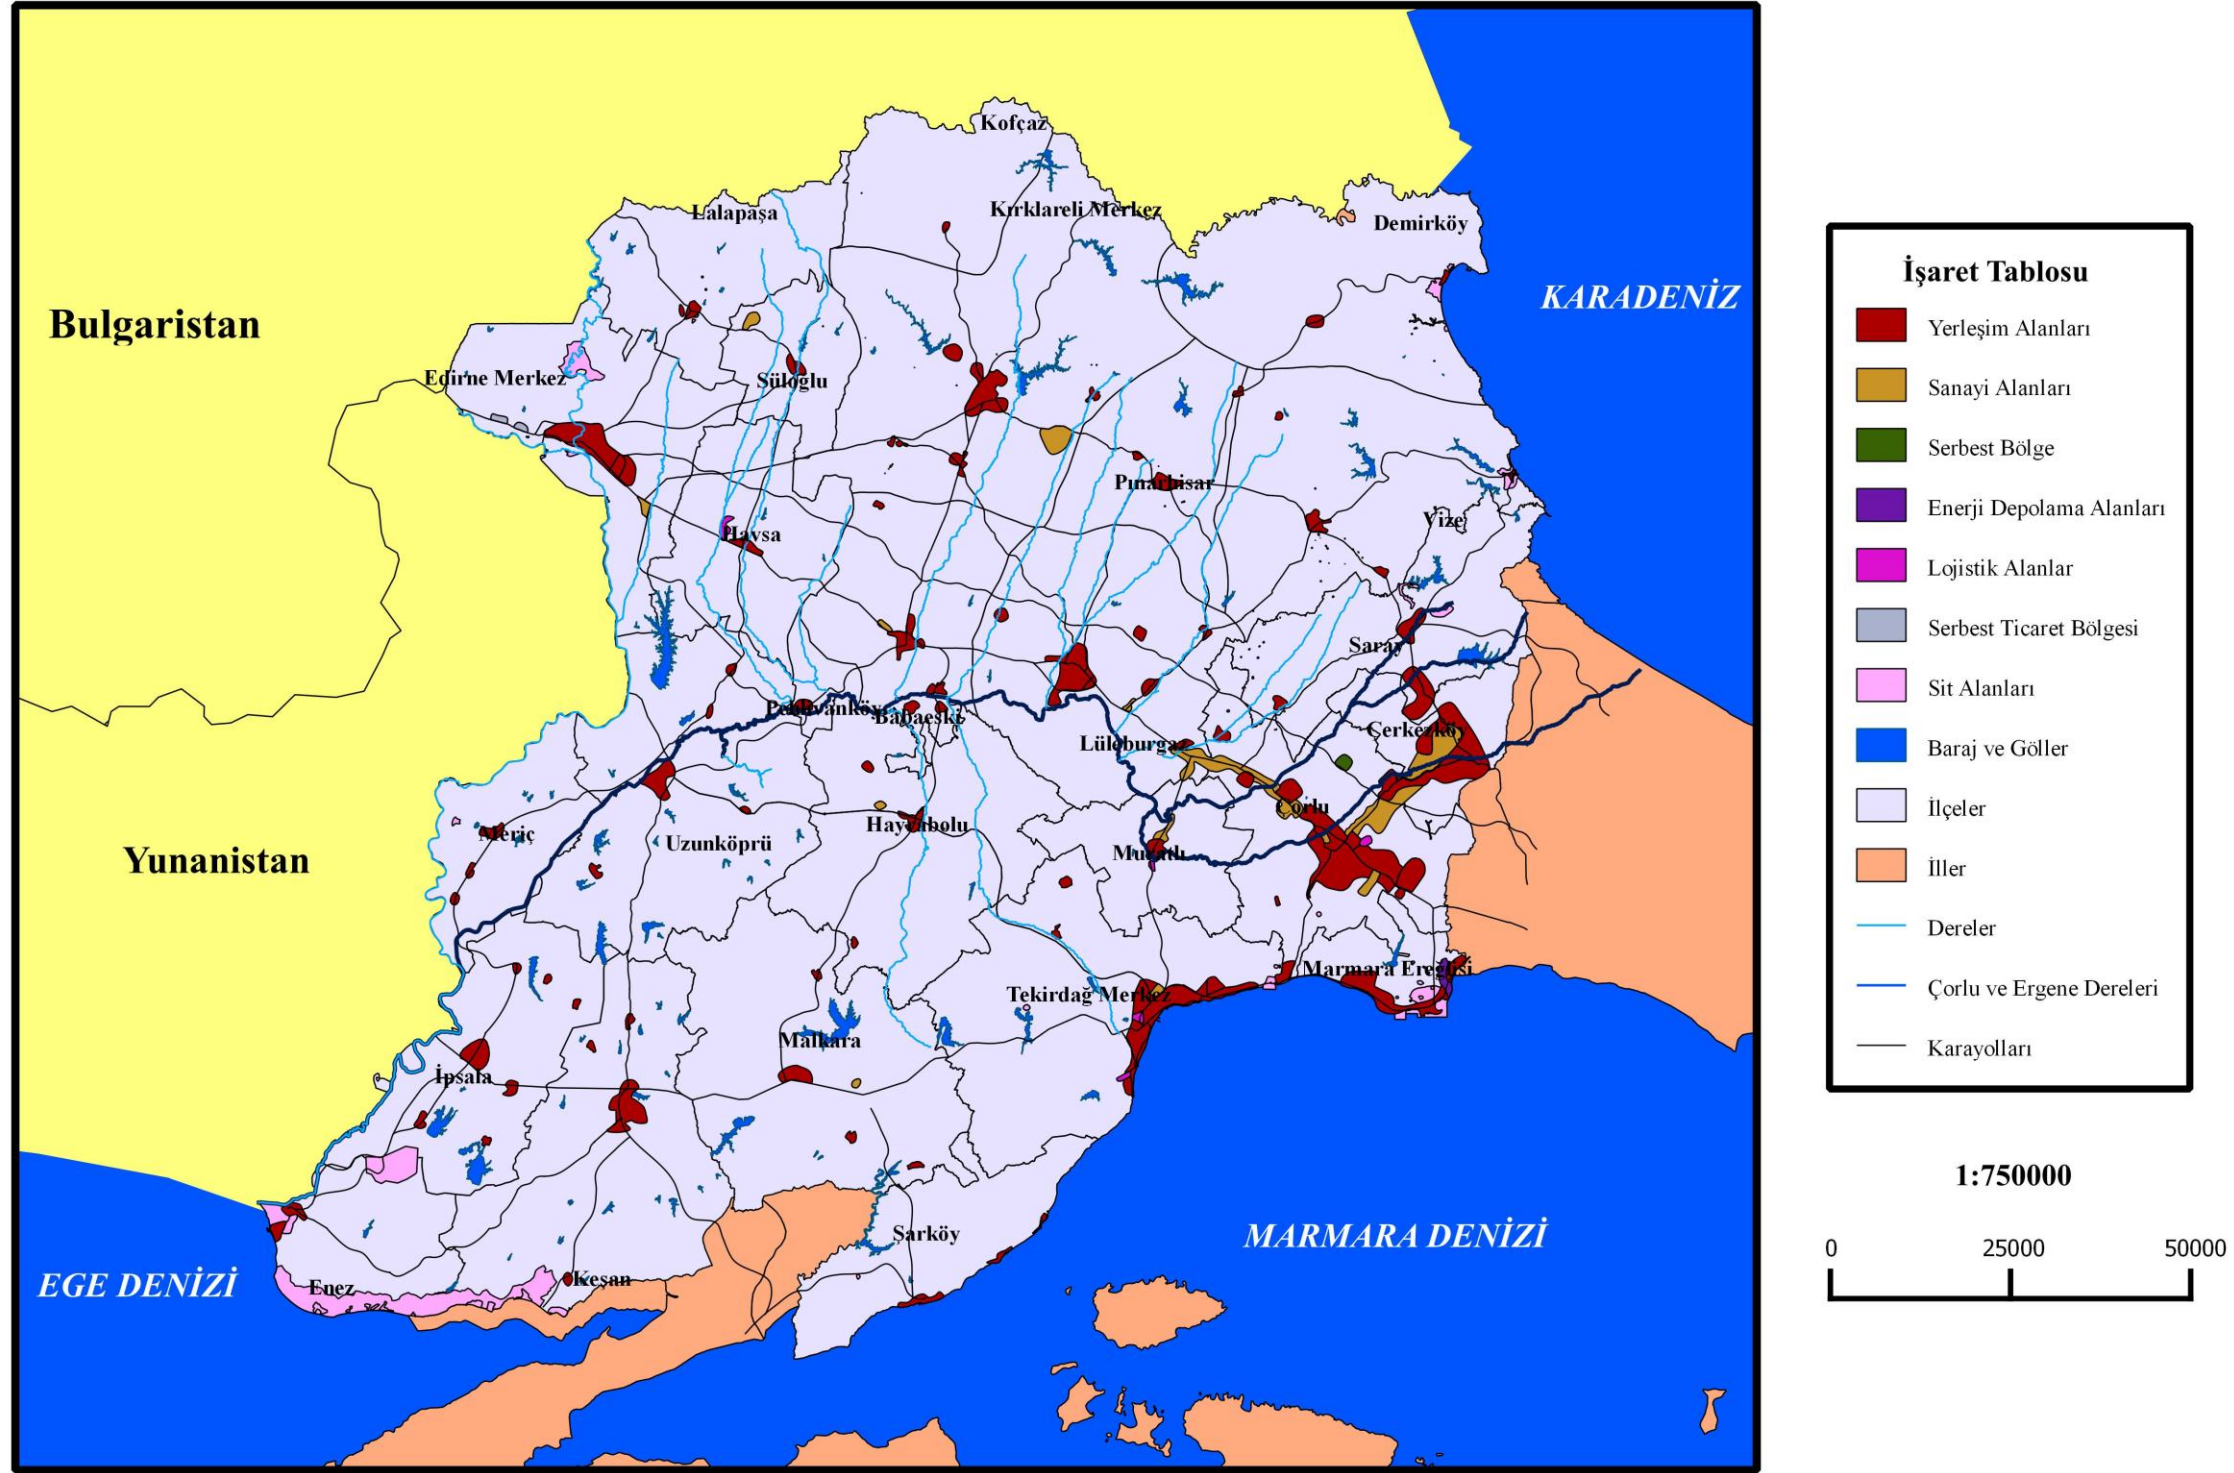 Kofçaz
Lalapaşa
Kırklareli Merkez
Demirköy
Bulgaristan
KARADENİZ
Edirne Merkez
Süloğlu
Pınarhisar
Vize
Havsa
Saray
Pehlivanköy
Babaeski
Lüleburgaz
Çerkezköy
Çorlu
Meriç
Hayrabolu
Uzunköprü
Muratlı
Yunanistan
Marmara Ereğlisi
Tekirdağ Merkez
Malkara
İpsala
Şarköy
MARMARA DENİZİ
EGE DENİZİ
Enez
Keşan
İşaret Tablosu
Yerleşim Alanları
Sanayi Alanları
Serbest Bölge
Enerji Depolama Alanları
Lojistik Alanlar
Serbest Ticaret Bölgesi
Sit Alanları
Baraj ve Göller
İlçeler
İller
Dereler
Çorlu ve Ergene Dereleri
Karayolları
1:750000
0 25000 50000